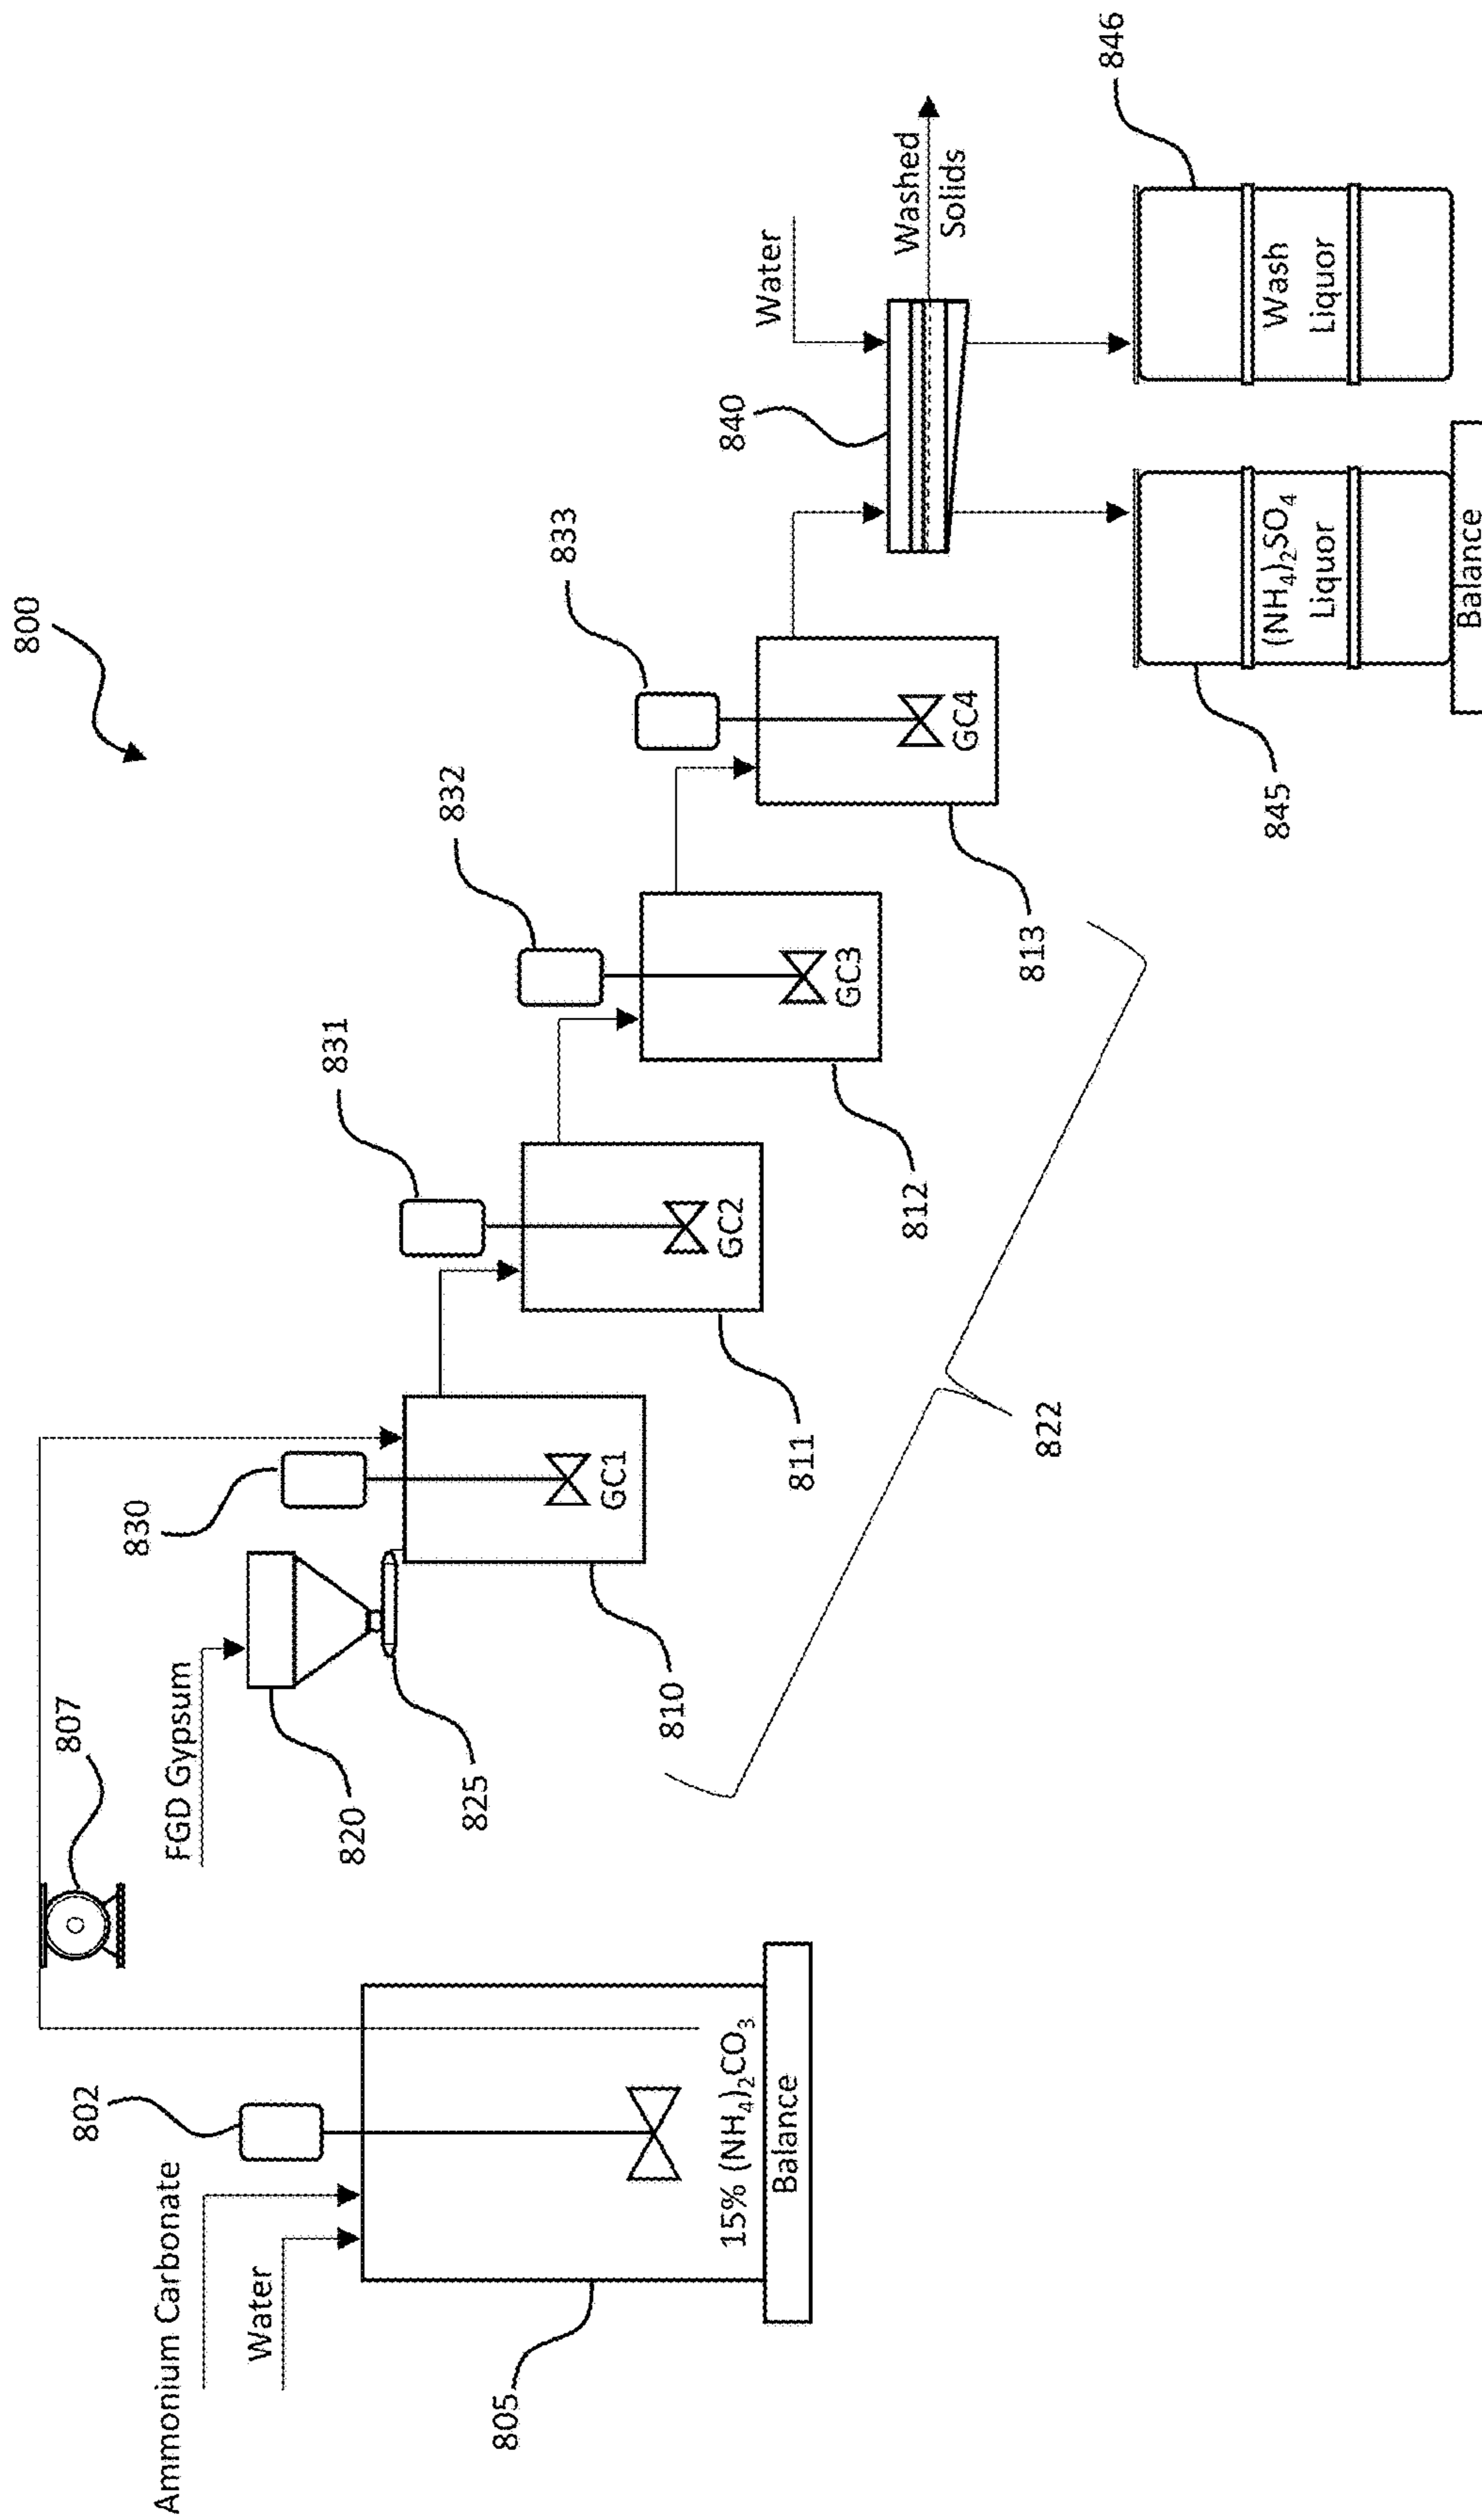 800
Ammonium Carbonate
Water
802
805
15% (NH₄)₂CO₃
Balance
807
FGD Gypsum
820
825
830
GC1
810
831
GC2
811
832
GC3
812
833
GC4
813
822
840
Water
Washed
Solids
(NH₄)₂SO₄
Liquor
845
Balance
Wash
Liquor
846